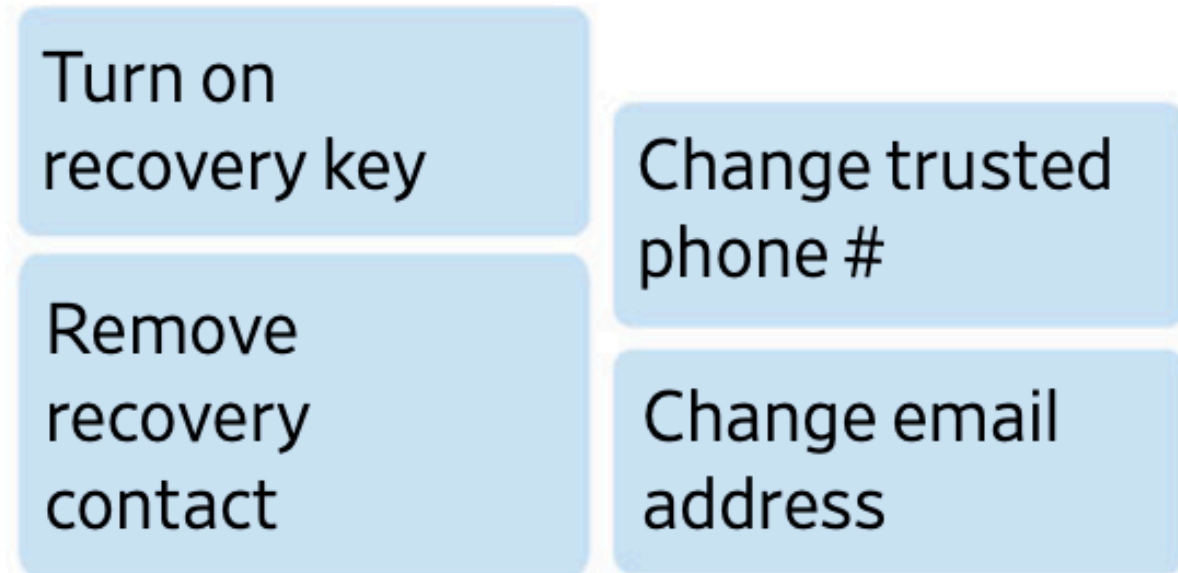 Turn on
recovery key
Remove
recovery
contact
Change trusted
phone #
Change email
address